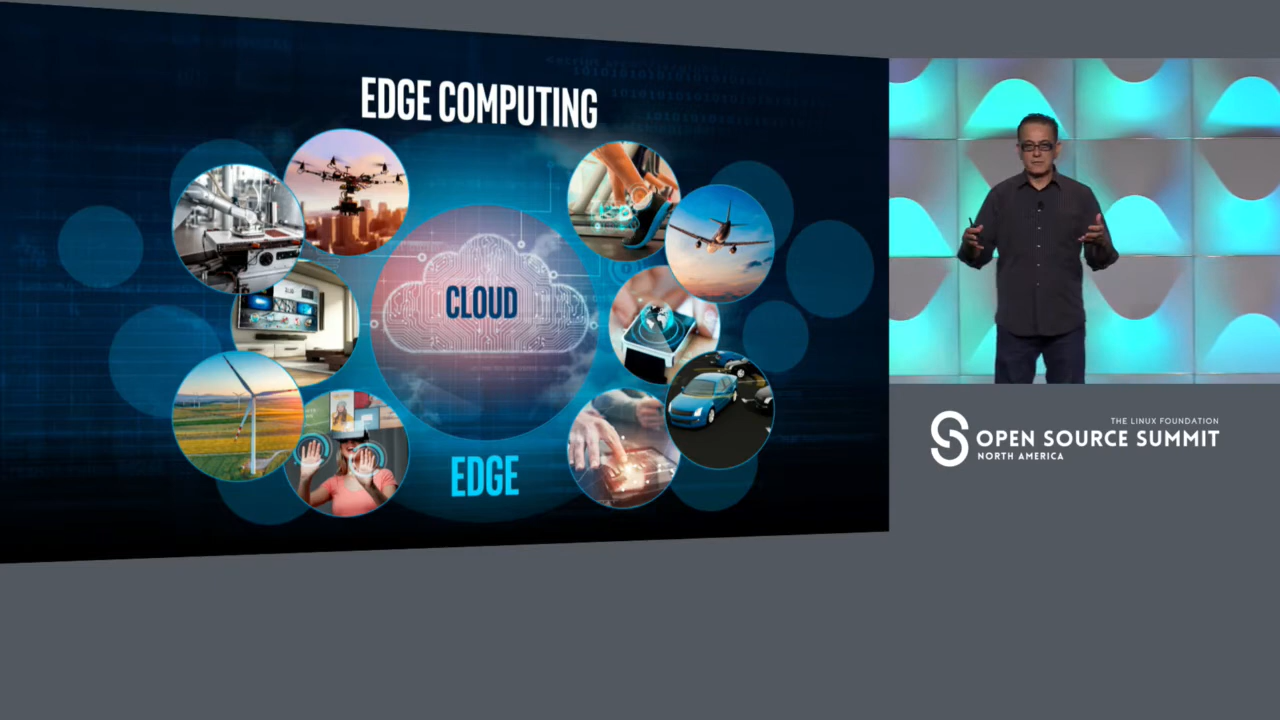 EDGE COMPUTING
CLOUD
EDGE
THE LINUX FOUNDATION
OPEN SOURCE SUMMIT
NORTH AMERICA